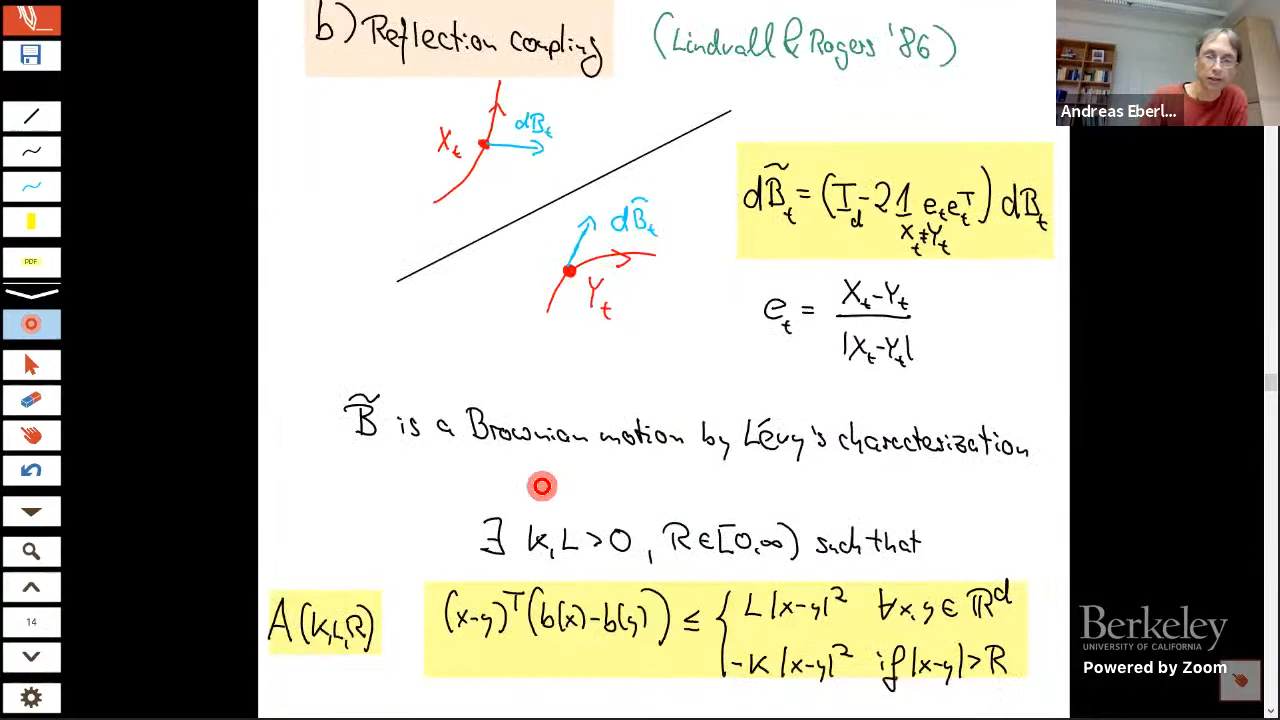 b) Reflection coupling (Lindvall & Rogers '86)
X_t
dB_t
dB̃_t
Y_t
dB̃_t = (I_d - 2 1_{X_t≠Y_t} e_t e_t^T) dB_t
e_t = (X_t - Y_t) / |X_t - Y_t|
B̃ is a Brownian motion by Lévy's characterization
∃ K, L > 0, R ∈ [0, ∞) such that
A(K,L,R)
(x-y)^T (b(x) - b(y)) ≤ { L |x-y|^2 ∀x, y ∈ ℝ^d
-K |x-y|^2 if |x-y| > R
Andreas Eberl...
PDF
14
Berkeley
UNIVERSITY OF CALIFORNIA
Powered by Zoom